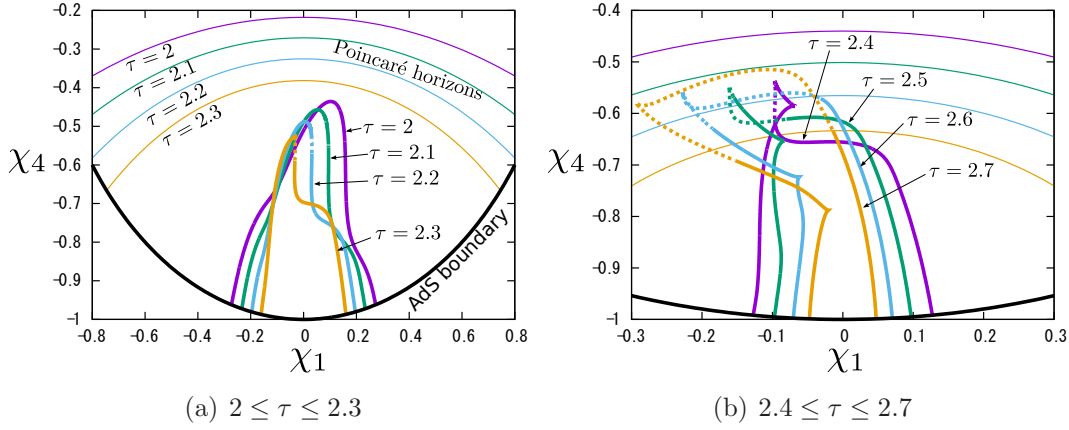 -0.2
-0.3
-0.4
-0.5
-0.6
-0.7
-0.8
-0.9
-1
χ4
-0.8 -0.6 -0.4 -0.2 0 0.2 0.4 0.6 0.8
χ1
τ = 2
τ = 2.1
τ = 2.2
τ = 2.3
Poincaré horizons
τ = 2
τ = 2.1
τ = 2.2
τ = 2.3
AdS boundary
(a) 2 ≤ τ ≤ 2.3
-0.4
-0.5
-0.6
-0.7
-0.8
-0.9
-1
χ4
-0.3 -0.2 -0.1 0 0.1 0.2 0.3
χ1
τ = 2.4
τ = 2.5
τ = 2.6
τ = 2.7
(b) 2.4 ≤ τ ≤ 2.7